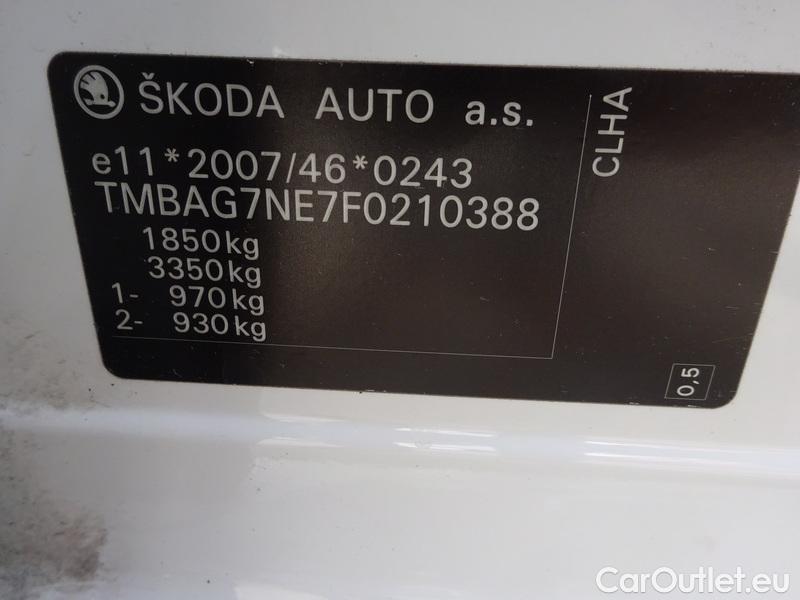 ŠKODA AUTO a.s.
e11*2007/46*0243
TMBAG7NE7F0210388
1850kg
3350kg
1- 970kg
2- 930kg
CLHA
0,5
CarOutlet.eu